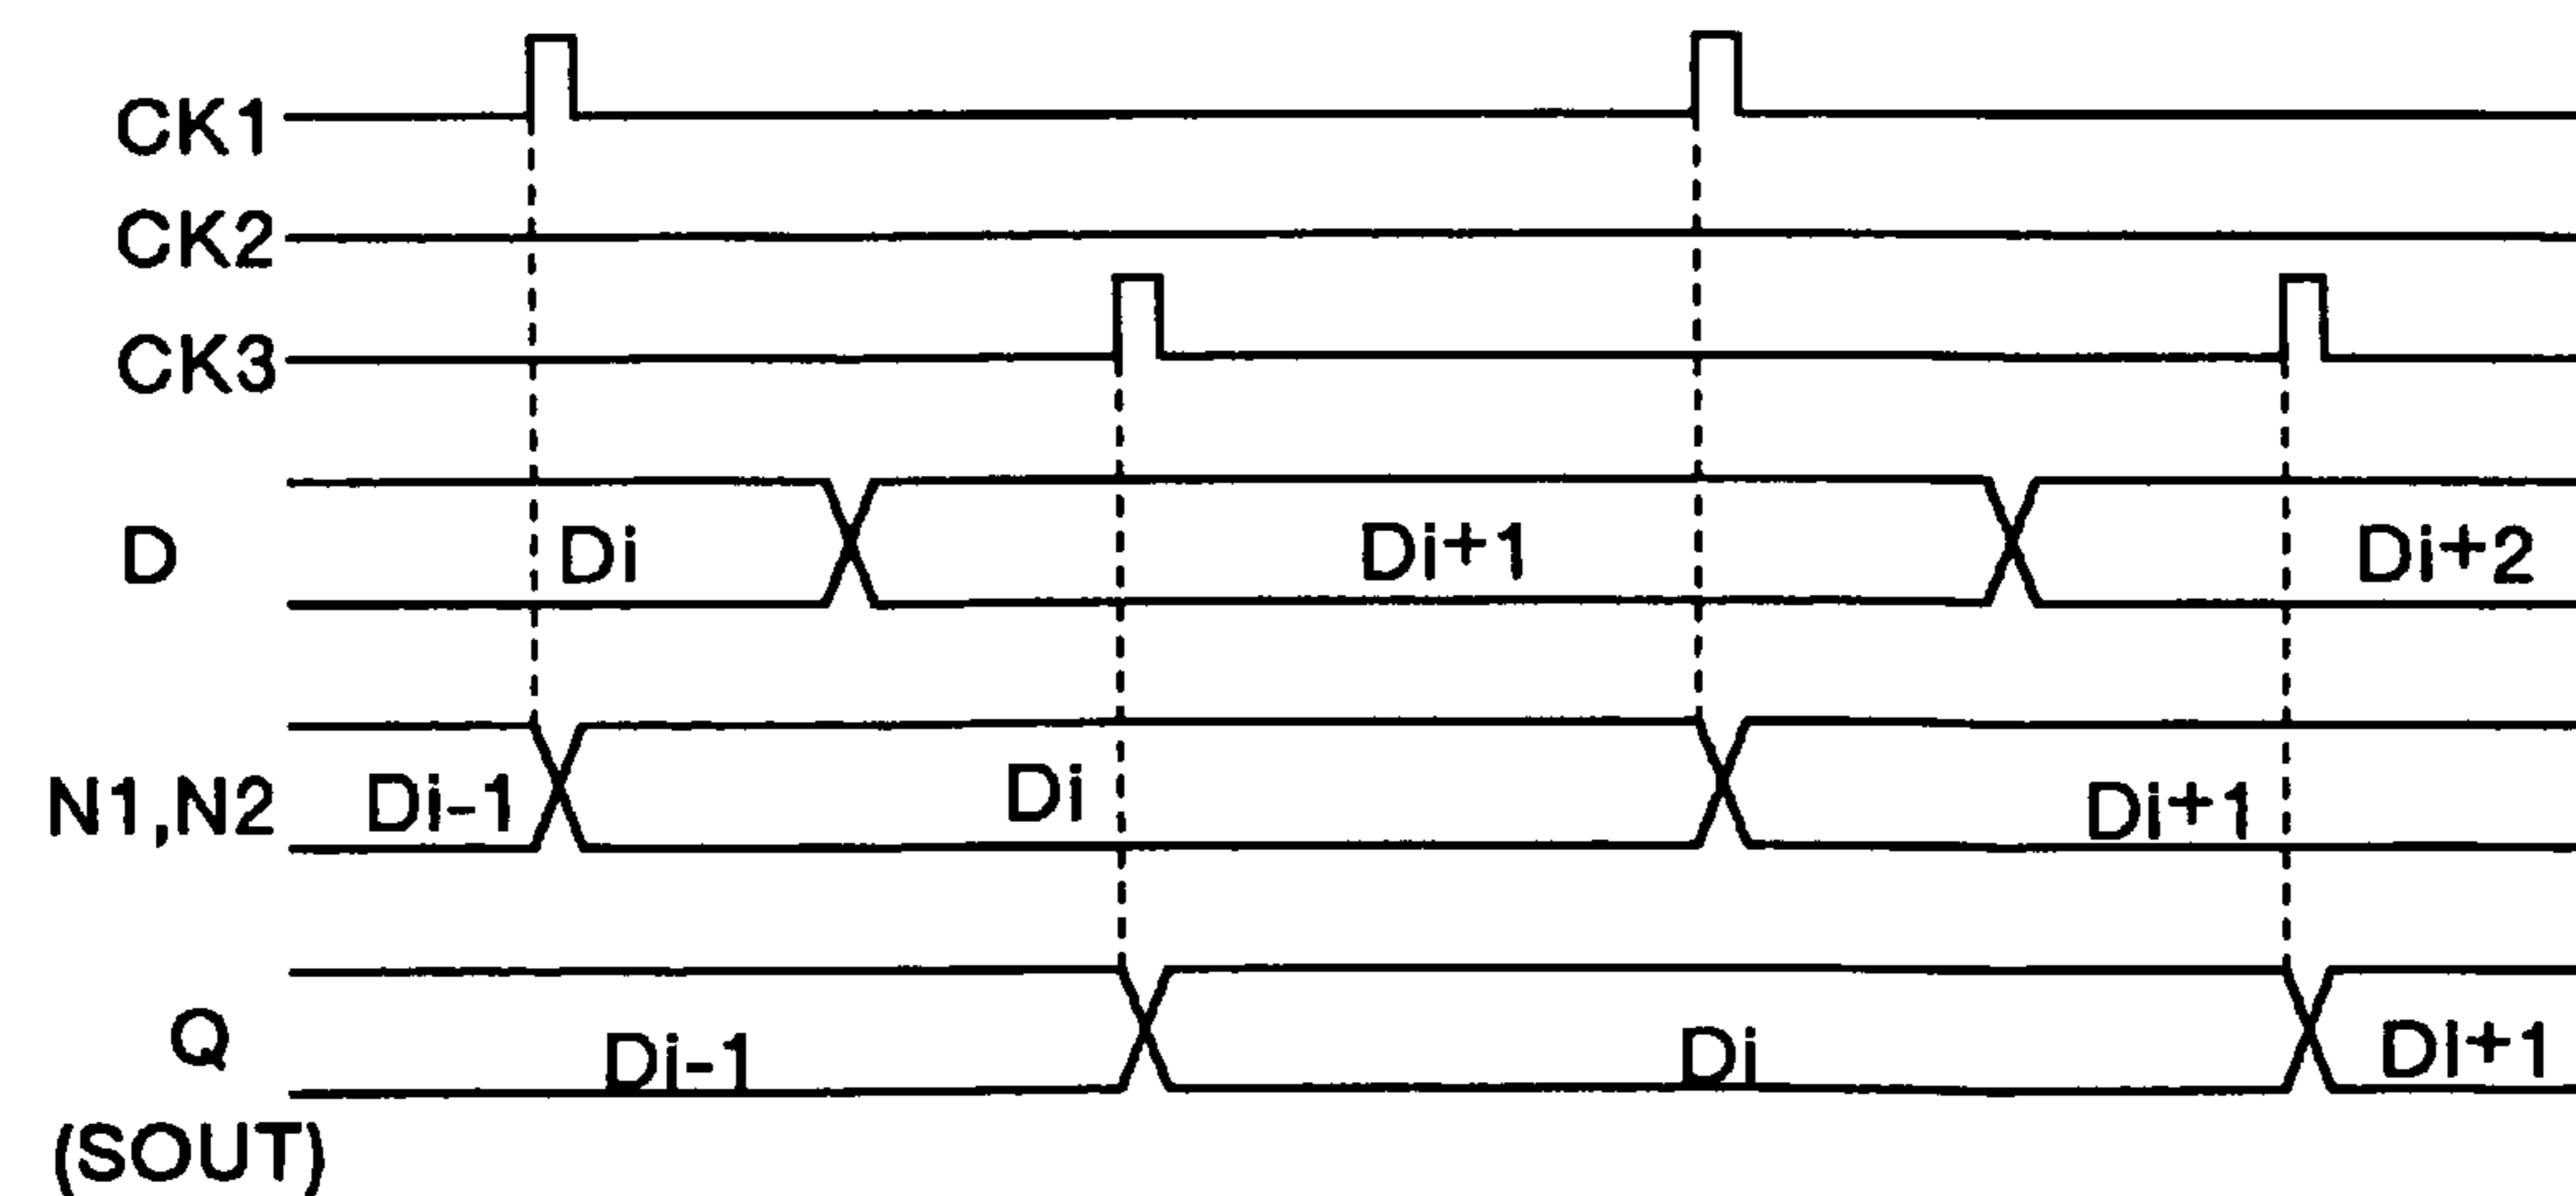 CK1
CK2
CK3
D Di Di+1 Di+2
N1,N2 Di-1 Di Di+1
Q Di-1 Di Di+1
(SOUT)